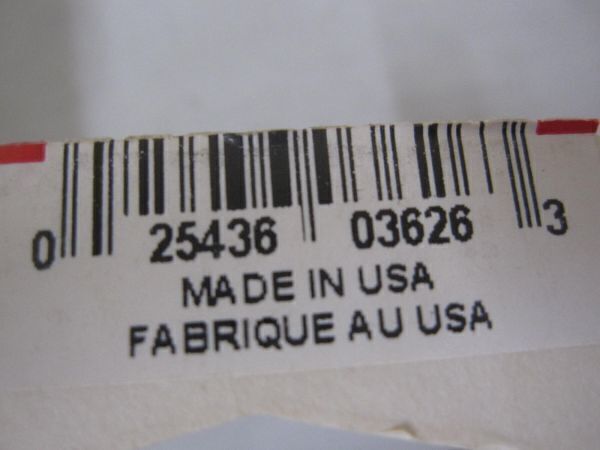 0 25436 03626 3
MADE IN USA
FABRIQUE AU USA